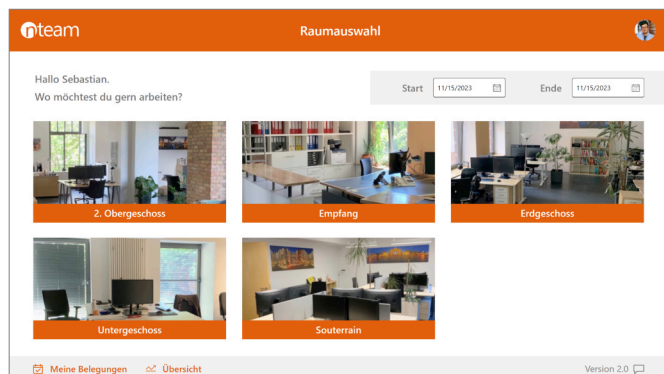 nteam
Raumauswahl
Hallo Sebastian.
Wo möchtest du gern arbeiten?
Start 11/15/2023 Ende 11/15/2023
2. Obergeschoss
Empfang
Erdgeschoss
Untergeschoss
Souterrain
Meine Belegungen Übersicht Version 2.0